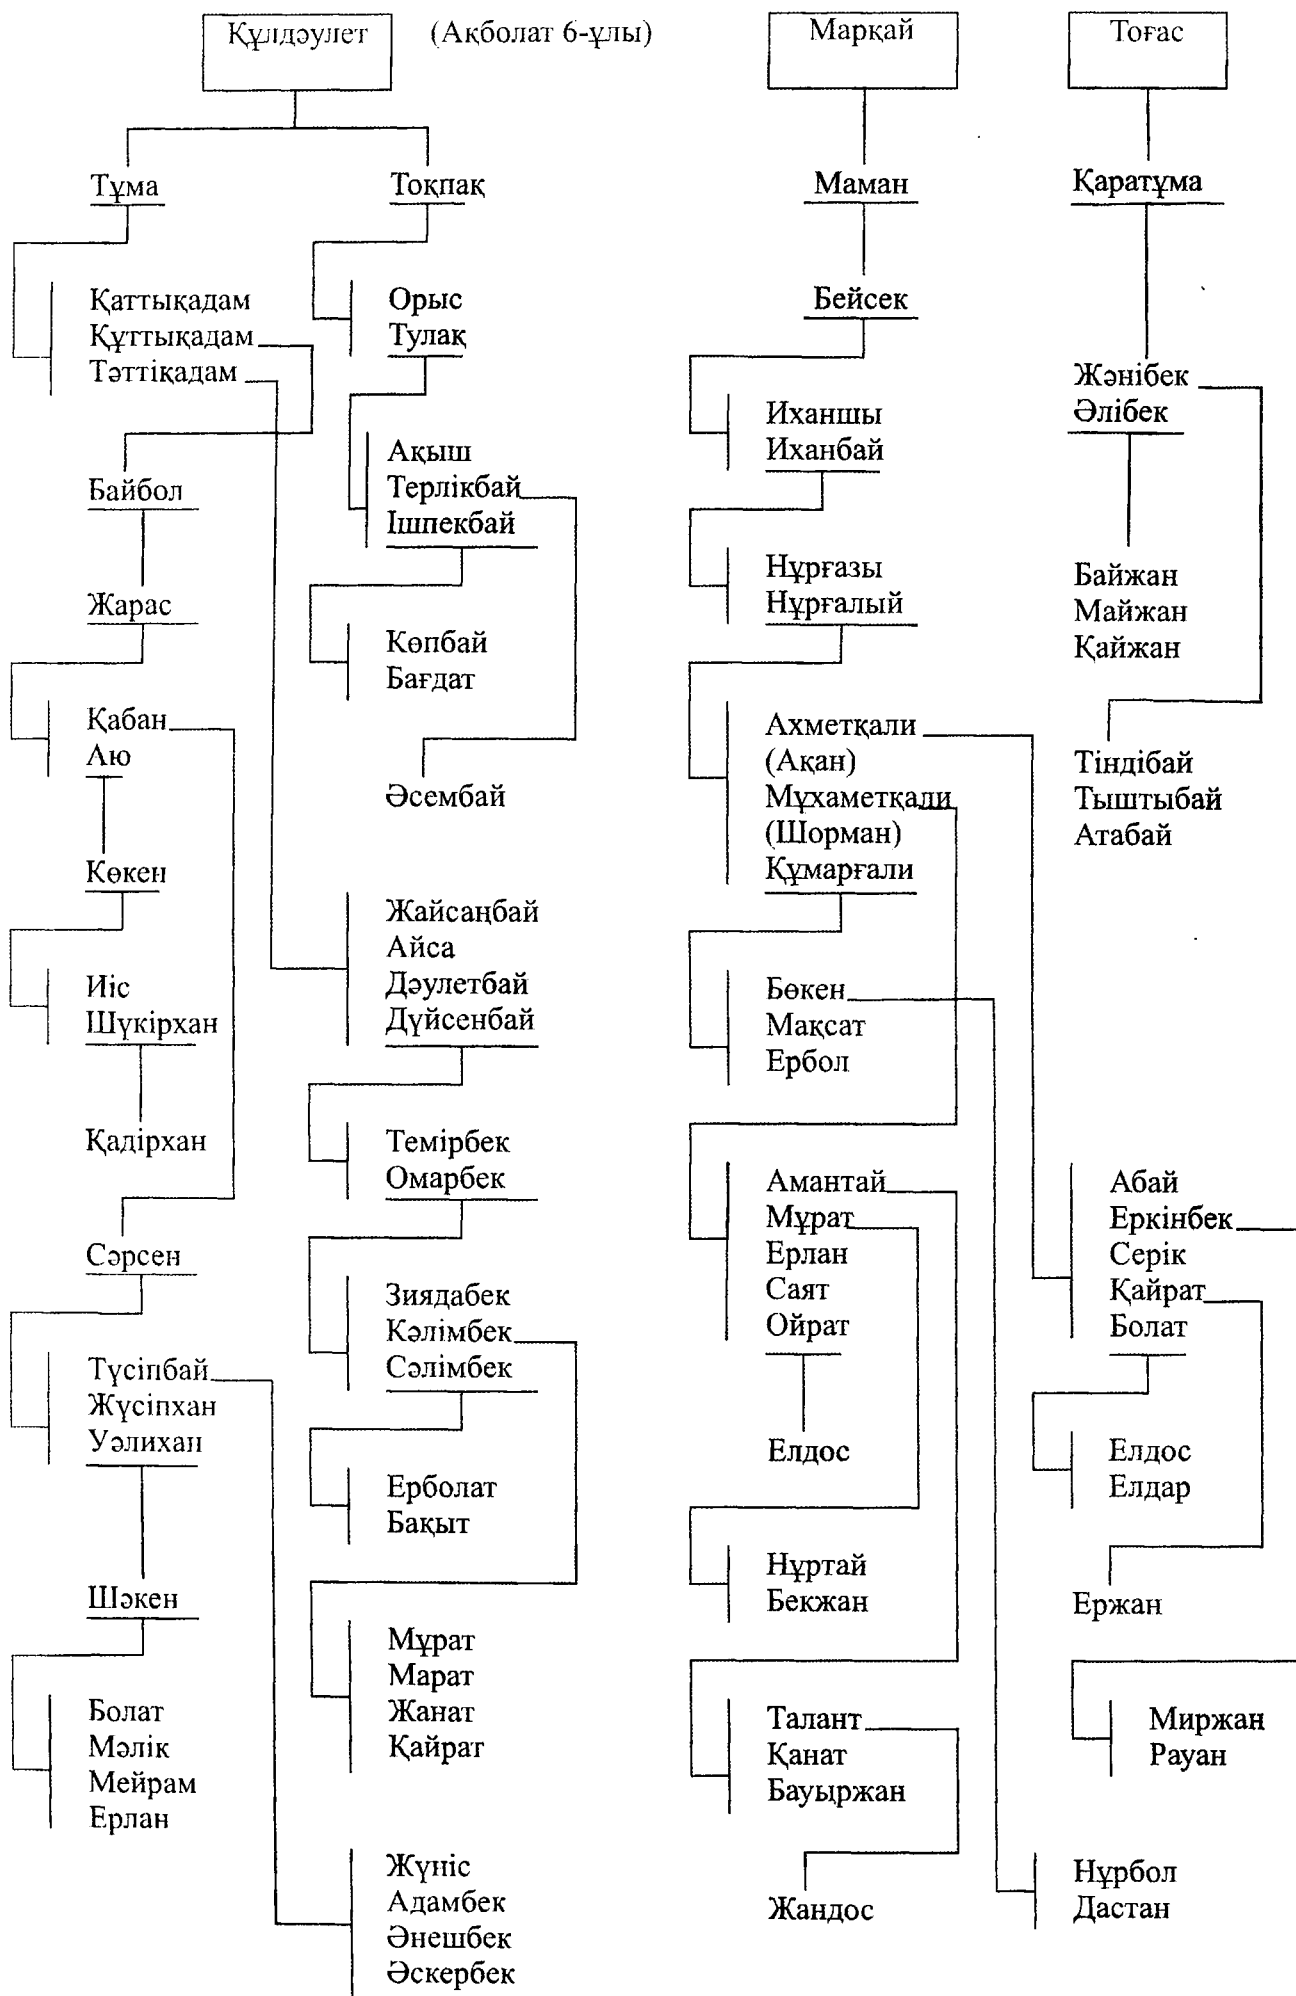 Құлдәулет
(Ақболат 6-ұлы)
Тұма
Тоқпақ
Қаттықадам
Құттықадам
Тәттіқадам
Орыс
Тулақ
Байбол
Ақыш
Терлікбай
Ішпекбай
Жарас
Көпбай
Бағдат
Қабан
Аю
Әсембай
Көкен
Жайсаңбай
Айса
Дәулетбай
Дүйсенбай
Иіс
Шүкірхан
Қадірхан
Темірбек
Омарбек
Сәрсен
Зиядабек
Кәлімбек
Сәлімбек
Түсіпбай
Жүсіпхан
Уәлихан
Ерболат
Бақыт
Шәкен
Мұрат
Марат
Жанат
Қайрат
Болат
Мәлік
Мейрам
Ерлан
Жүніс
Адамбек
Әнешбек
Әскербек
Марқай
Маман
Бейсек
Иханшы
Иханбай
Нұрғазы
Нұрғалый
Ахметқали
(Ақан)
Мұхаметқали
(Шорман)
Құмарғали
Бөкен
Мақсат
Ербол
Амантай
Мұрат
Ерлан
Саят
Ойрат
Елдос
Нұртай
Бекжан
Талант
Қанат
Бауыржан
Жандос
Тоғас
Қаратұма
Жәнібек
Әлібек
Байжан
Майжан
Қайжан
Тіндібай
Тыштыбай
Атабай
Абай
Еркінбек
Серік
Қайрат
Болат
Елдос
Елдар
Ержан
Миржан
Рауан
Нұрбол
Дастан